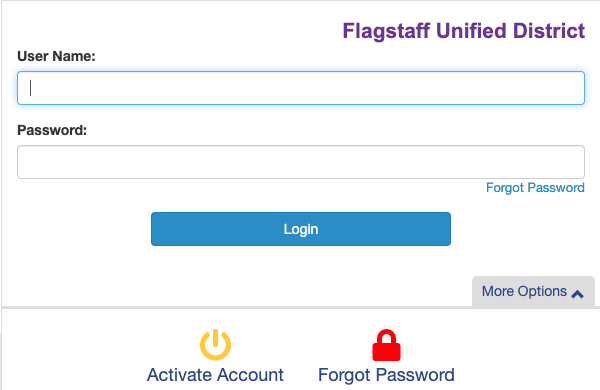 Flagstaff Unified District
User Name:
Password:
Forgot Password
Login
More Options
Activate Account Forgot Password